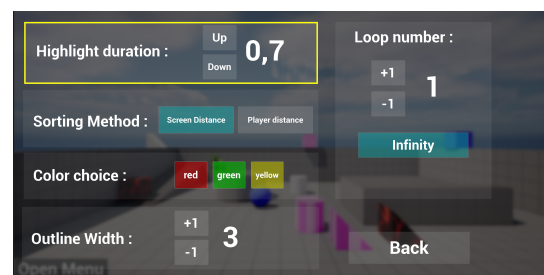 Highlight duration :
Up
Down
0,7
Loop number :
+1
-1
1
Infinity
Sorting Method :
Screen Distance
Player distance
Color choice :
red
green
yellow
Outline Width :
+1
-1
3
Back
Open Menu